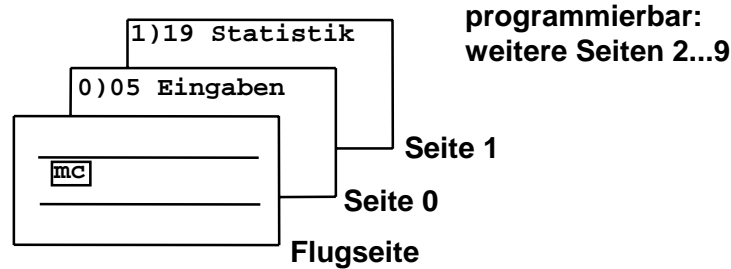 programmierbar:
weitere Seiten 2...9
1)19 Statistik
0)05 Eingaben
mc
Seite 1
Seite 0
Flugseite